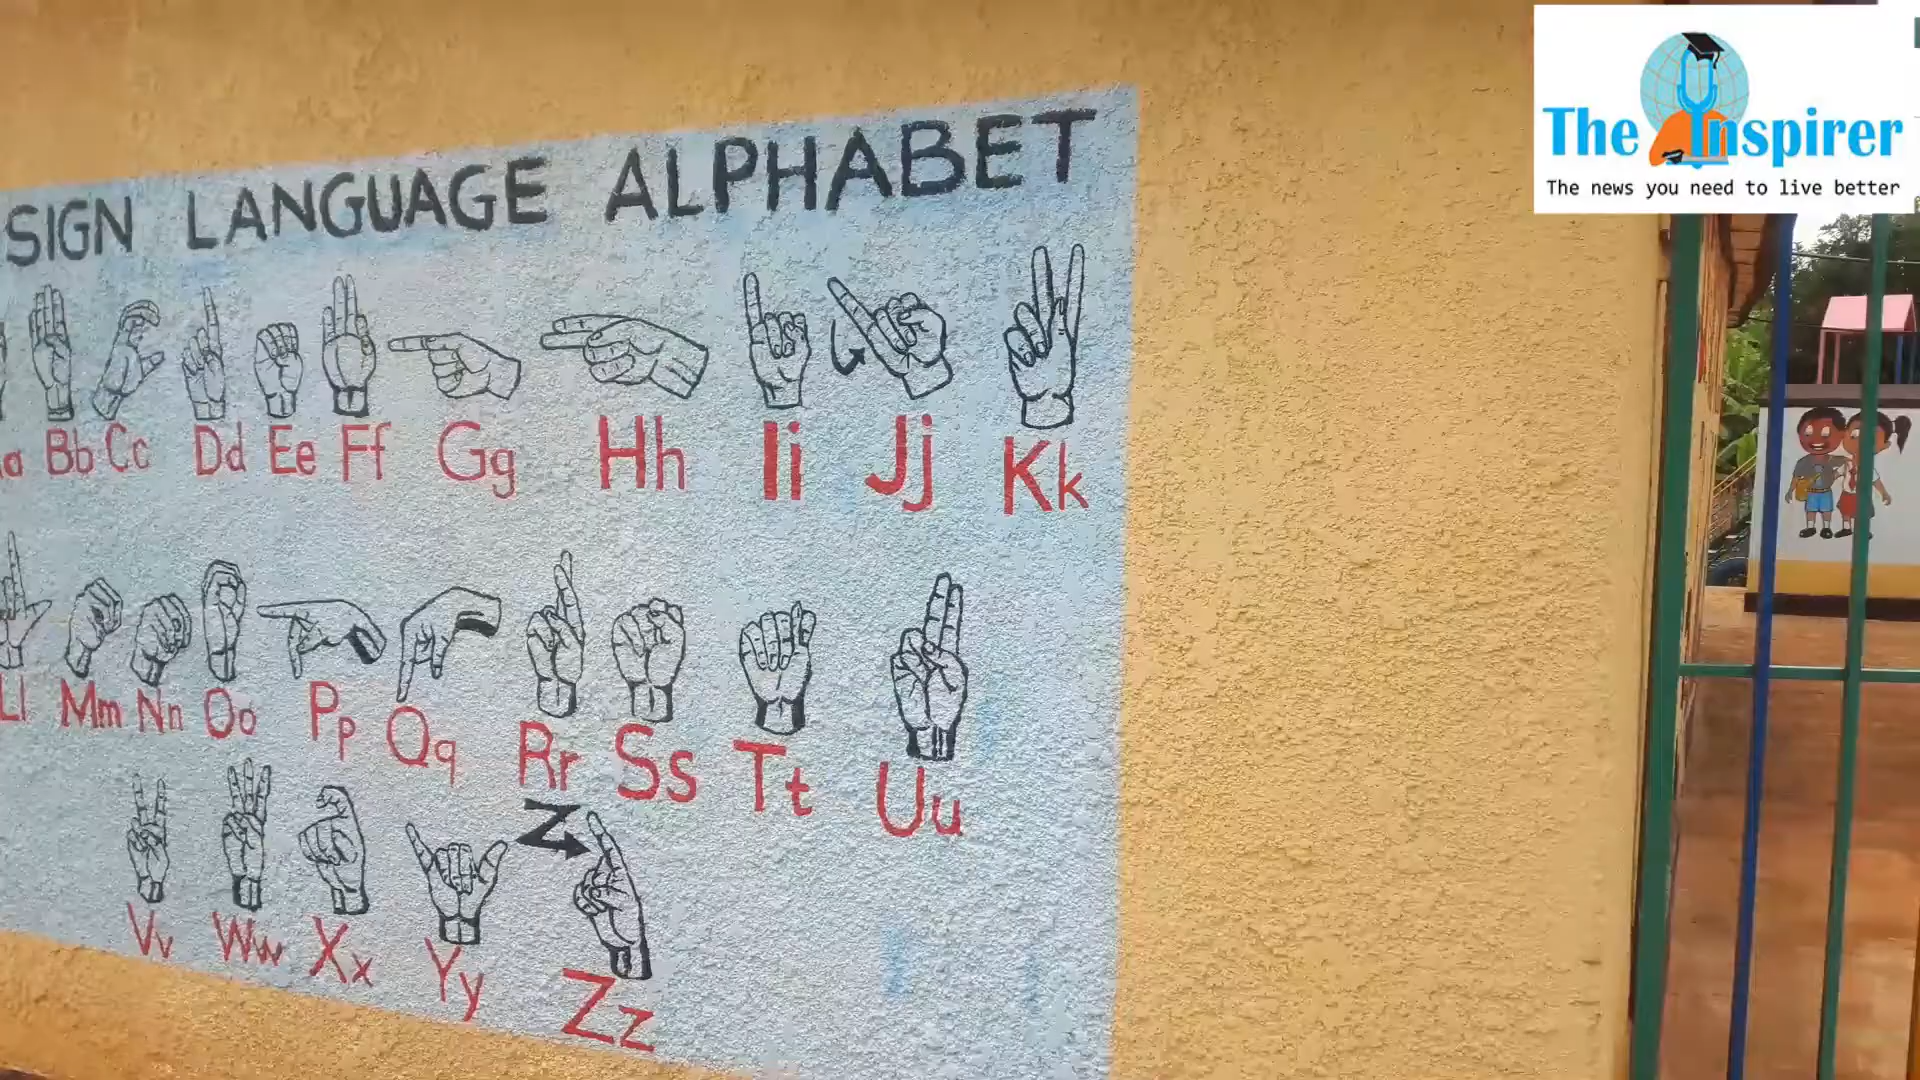 SIGN LANGUAGE ALPHABET
a Bb Cc Dd Ee Ff Gg Hh Ii Jj Kk
Ll Mm Nn Oo Pp Qq Rr Ss Tt Uu
Z
Vv Ww Xx Yy Zz
The Inspirer
The news you need to live better